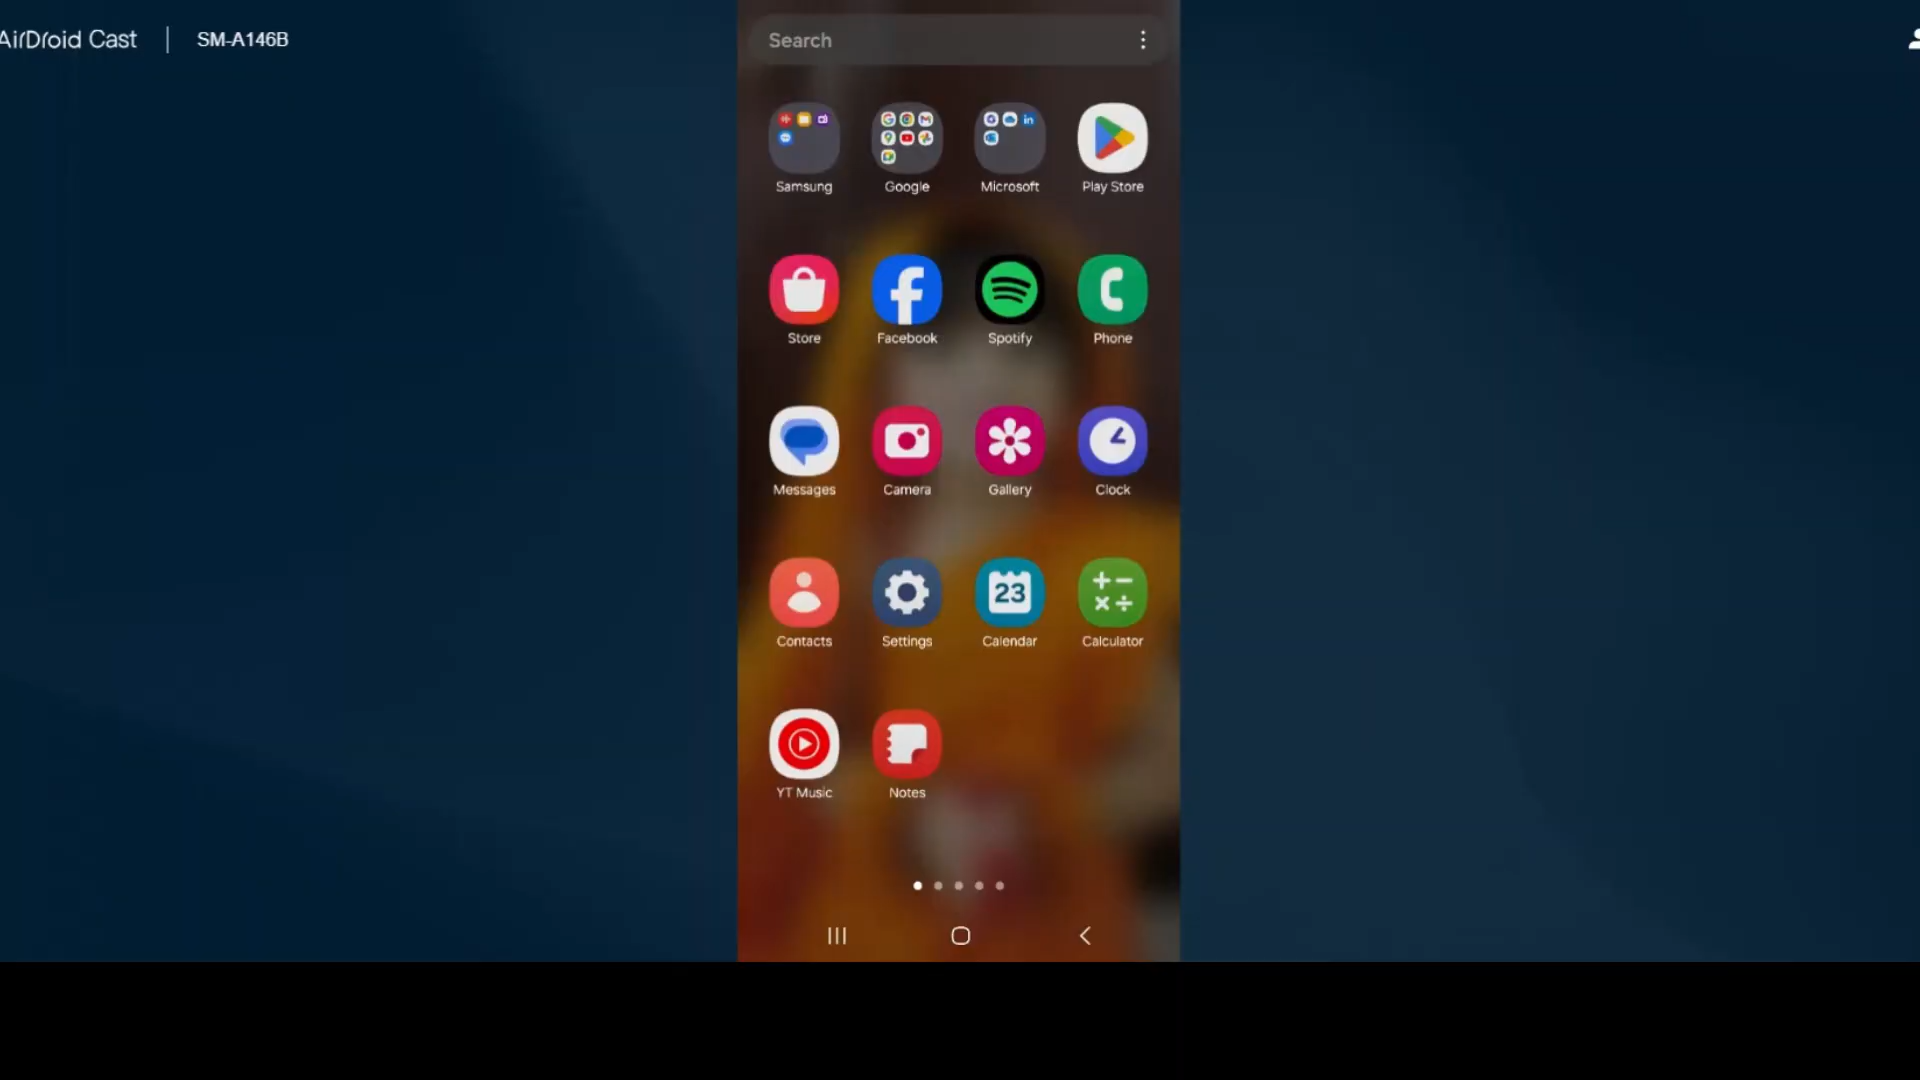 AirDroid Cast | SM-A146B
Search
Samsung Google Microsoft Play Store
Store Facebook Spotify Phone
Messages Camera Gallery Clock
23
Contacts Settings Calendar Calculator
YT Music Notes